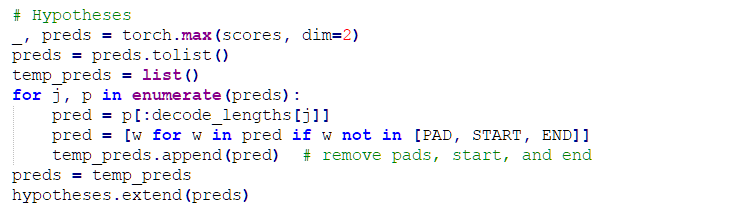 # Hypotheses
_, preds = torch.max(scores, dim=2)
preds = preds.tolist()
temp_preds = list()
for j, p in enumerate(preds):
    pred = p[:decode_lengths[j]]
    pred = [w for w in pred if w not in [PAD, START, END]]
    temp_preds.append(pred)  # remove pads, start, and end
preds = temp_preds
hypotheses.extend(preds)